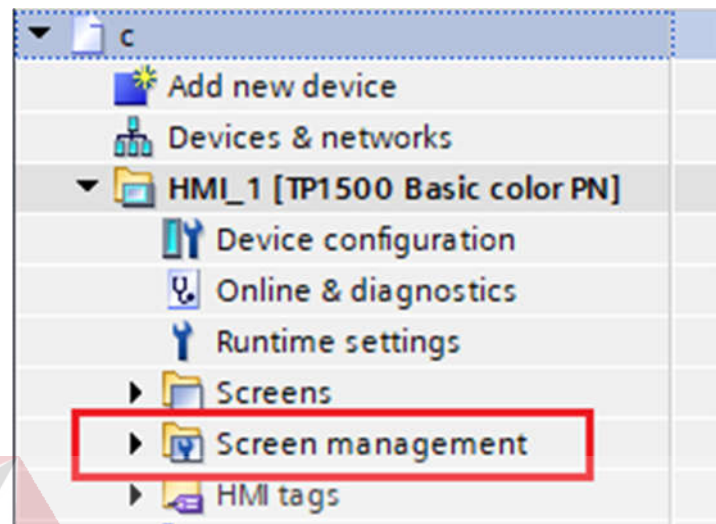 c
Add new device
Devices & networks
HMI_1 [TP1500 Basic color PN]
Device configuration
Online & diagnostics
Runtime settings
Screens
Screen management
HMI tags